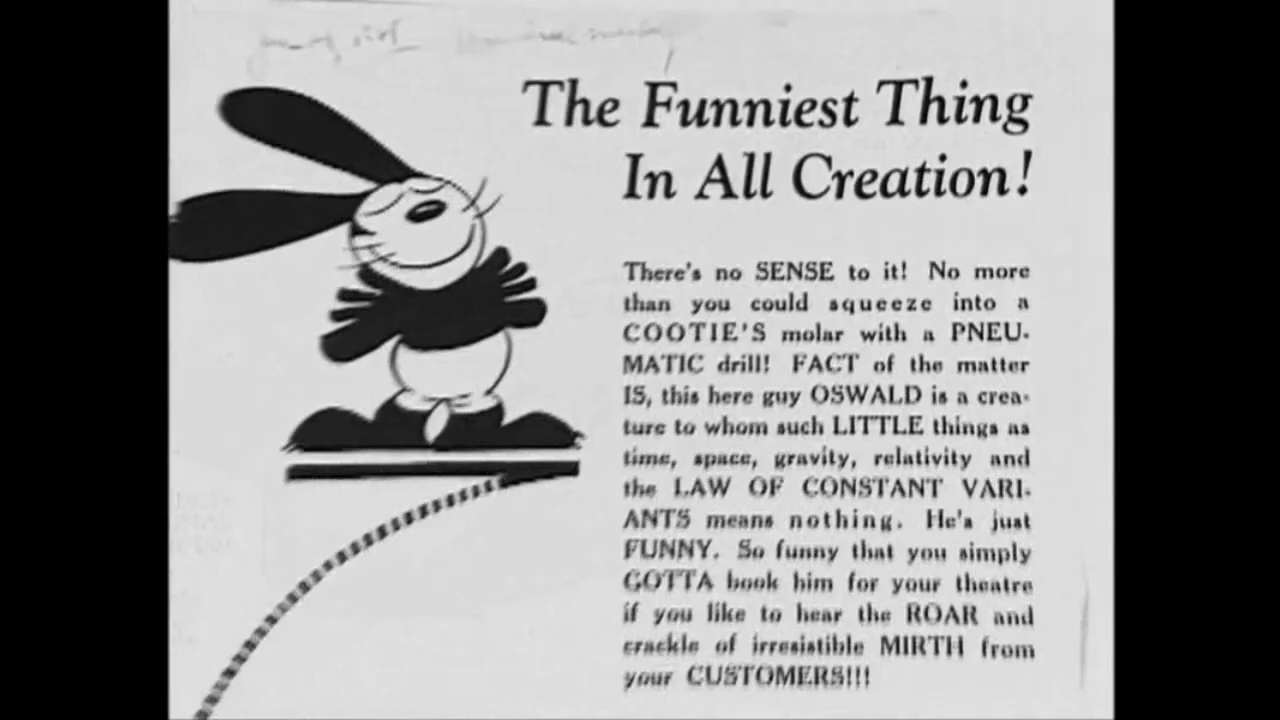 The Funniest Thing
In All Creation!
There's no SENSE to it! No more
than you could squeeze into a
COOTIE'S molar with a PNEU-
MATIC drill! FACT of the matter
IS, this here guy OSWALD is a crea-
ture to whom such LITTLE things as
time, space, gravity, relativity and
the LAW OF CONSTANT VARI-
ANTS means nothing. He's just
FUNNY. So funny that you simply
GOTTA book him for your theatre
if you like to hear the ROAR and
crackle of irresistible MIRTH from
your CUSTOMERS!!!